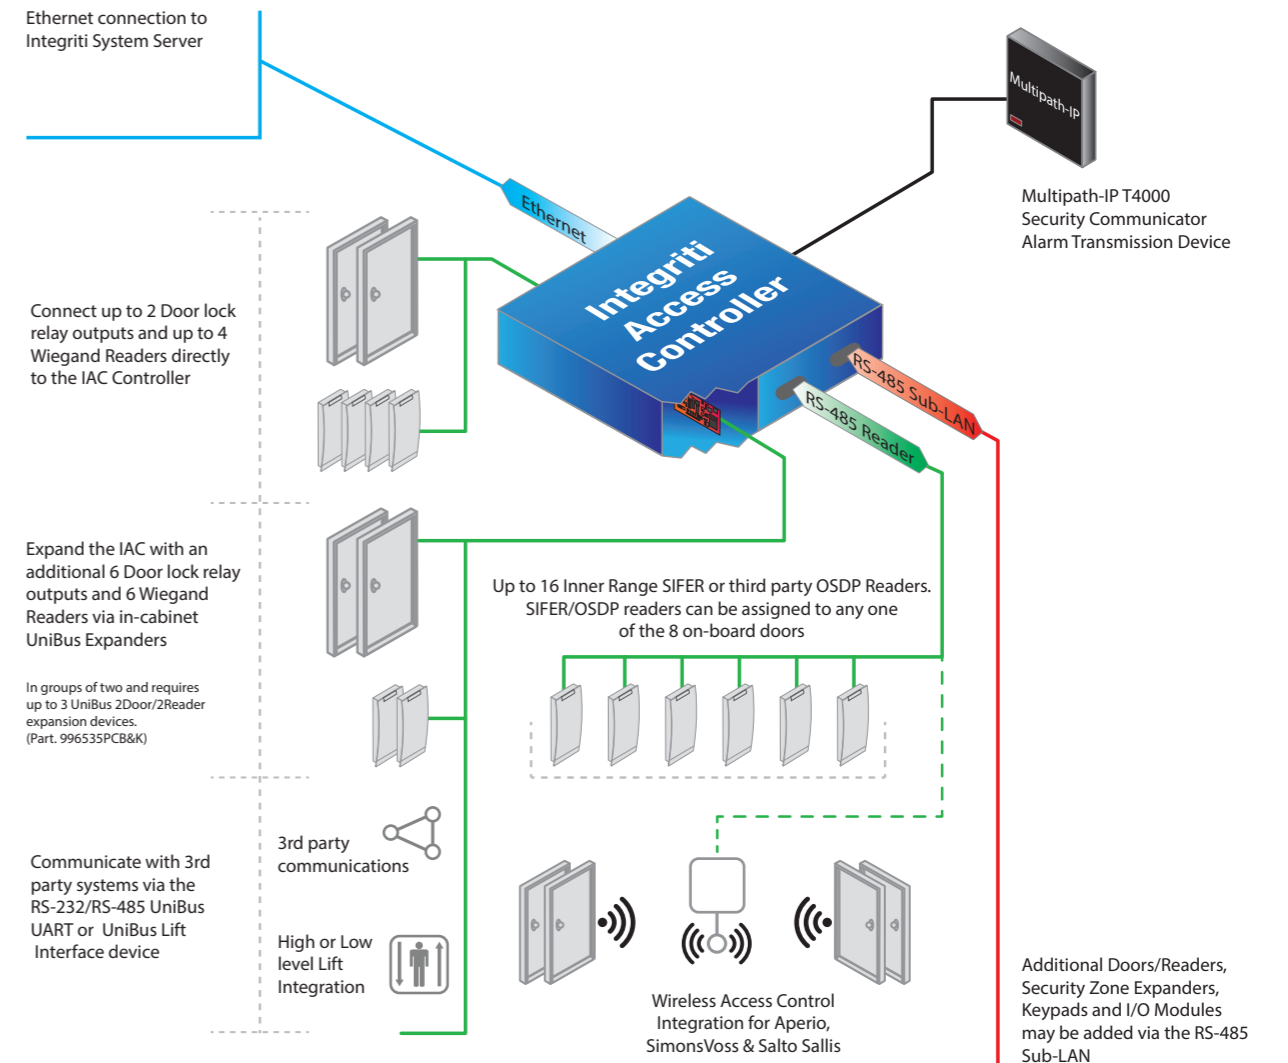 Ethernet connection to
Integriti System Server
Multipath-IP
Multipath-IP T4000
Security Communicator
Alarm Transmission Device
Ethernet
Integriti
Access
Controller
RS-485 Sub-LAN
RS-485 Reader
Connect up to 2 Door lock
relay outputs and up to 4
Wiegand Readers directly
to the IAC Controller
Expand the IAC with an
additional 6 Door lock relay
outputs and 6 Wiegand
Readers via in-cabinet
UniBus Expanders
In groups of two and requires
up to 3 UniBus 2Door/2Reader
expansion devices.
(Part. 996535PCB&K)
Up to 16 Inner Range SIFER or third party OSDP Readers.
SIFER/OSDP readers can be assigned to any one
of the 8 on-board doors
Communicate with 3rd
party systems via the
RS-232/RS-485 UniBus
UART or UniBus Lift
Interface device
3rd party
communications
High or Low
level Lift
Integration
Wireless Access Control
Integration for Aperio,
SimonsVoss & Salto Sallis
Additional Doors/Readers,
Security Zone Expanders,
Keypads and I/O Modules
may be added via the RS-485
Sub-LAN